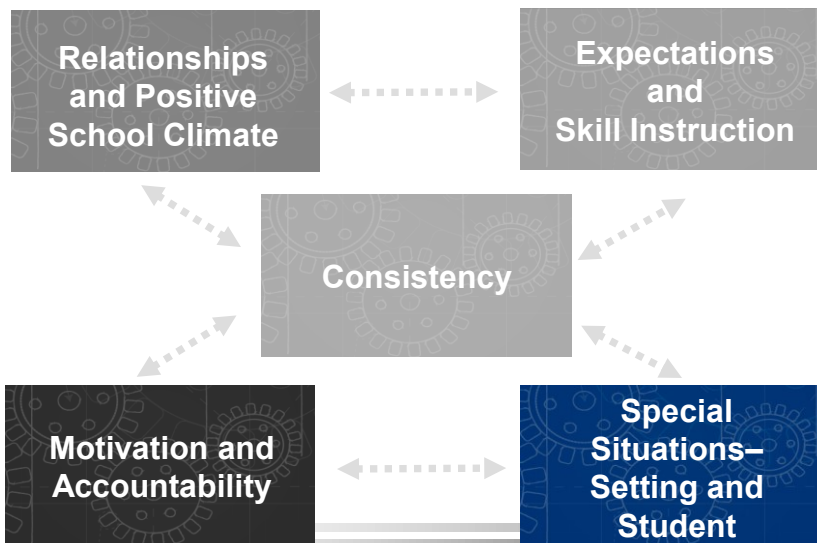 Relationships
and Positive
School Climate
Expectations
and
Skill Instruction
Consistency
Motivation and
Accountability
Special
Situations–
Setting and
Student